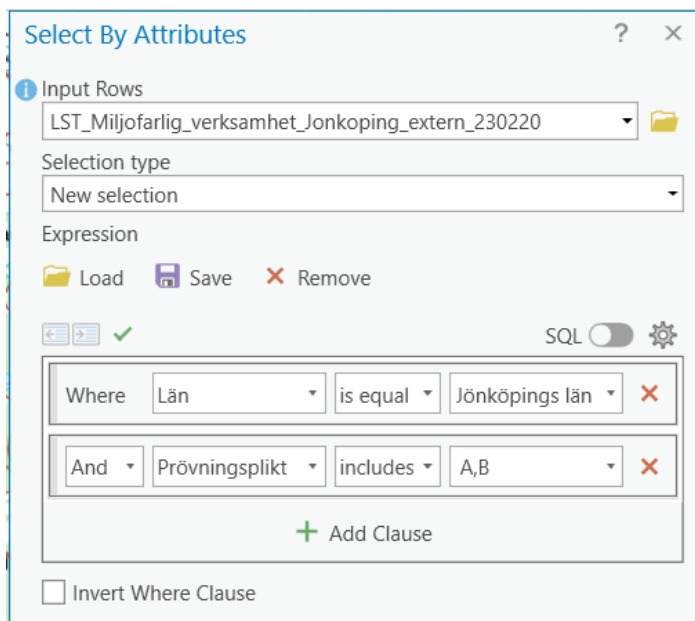 Select By Attributes ? ×
Input Rows
LST_Miljofarlig_verksamhet_Jonkoping_extern_230220
Selection type
New selection
Expression
Load Save Remove
SQL
Where Län is equal Jönköpings län
And Prövningsplikt includes A,B
Add Clause
Invert Where Clause